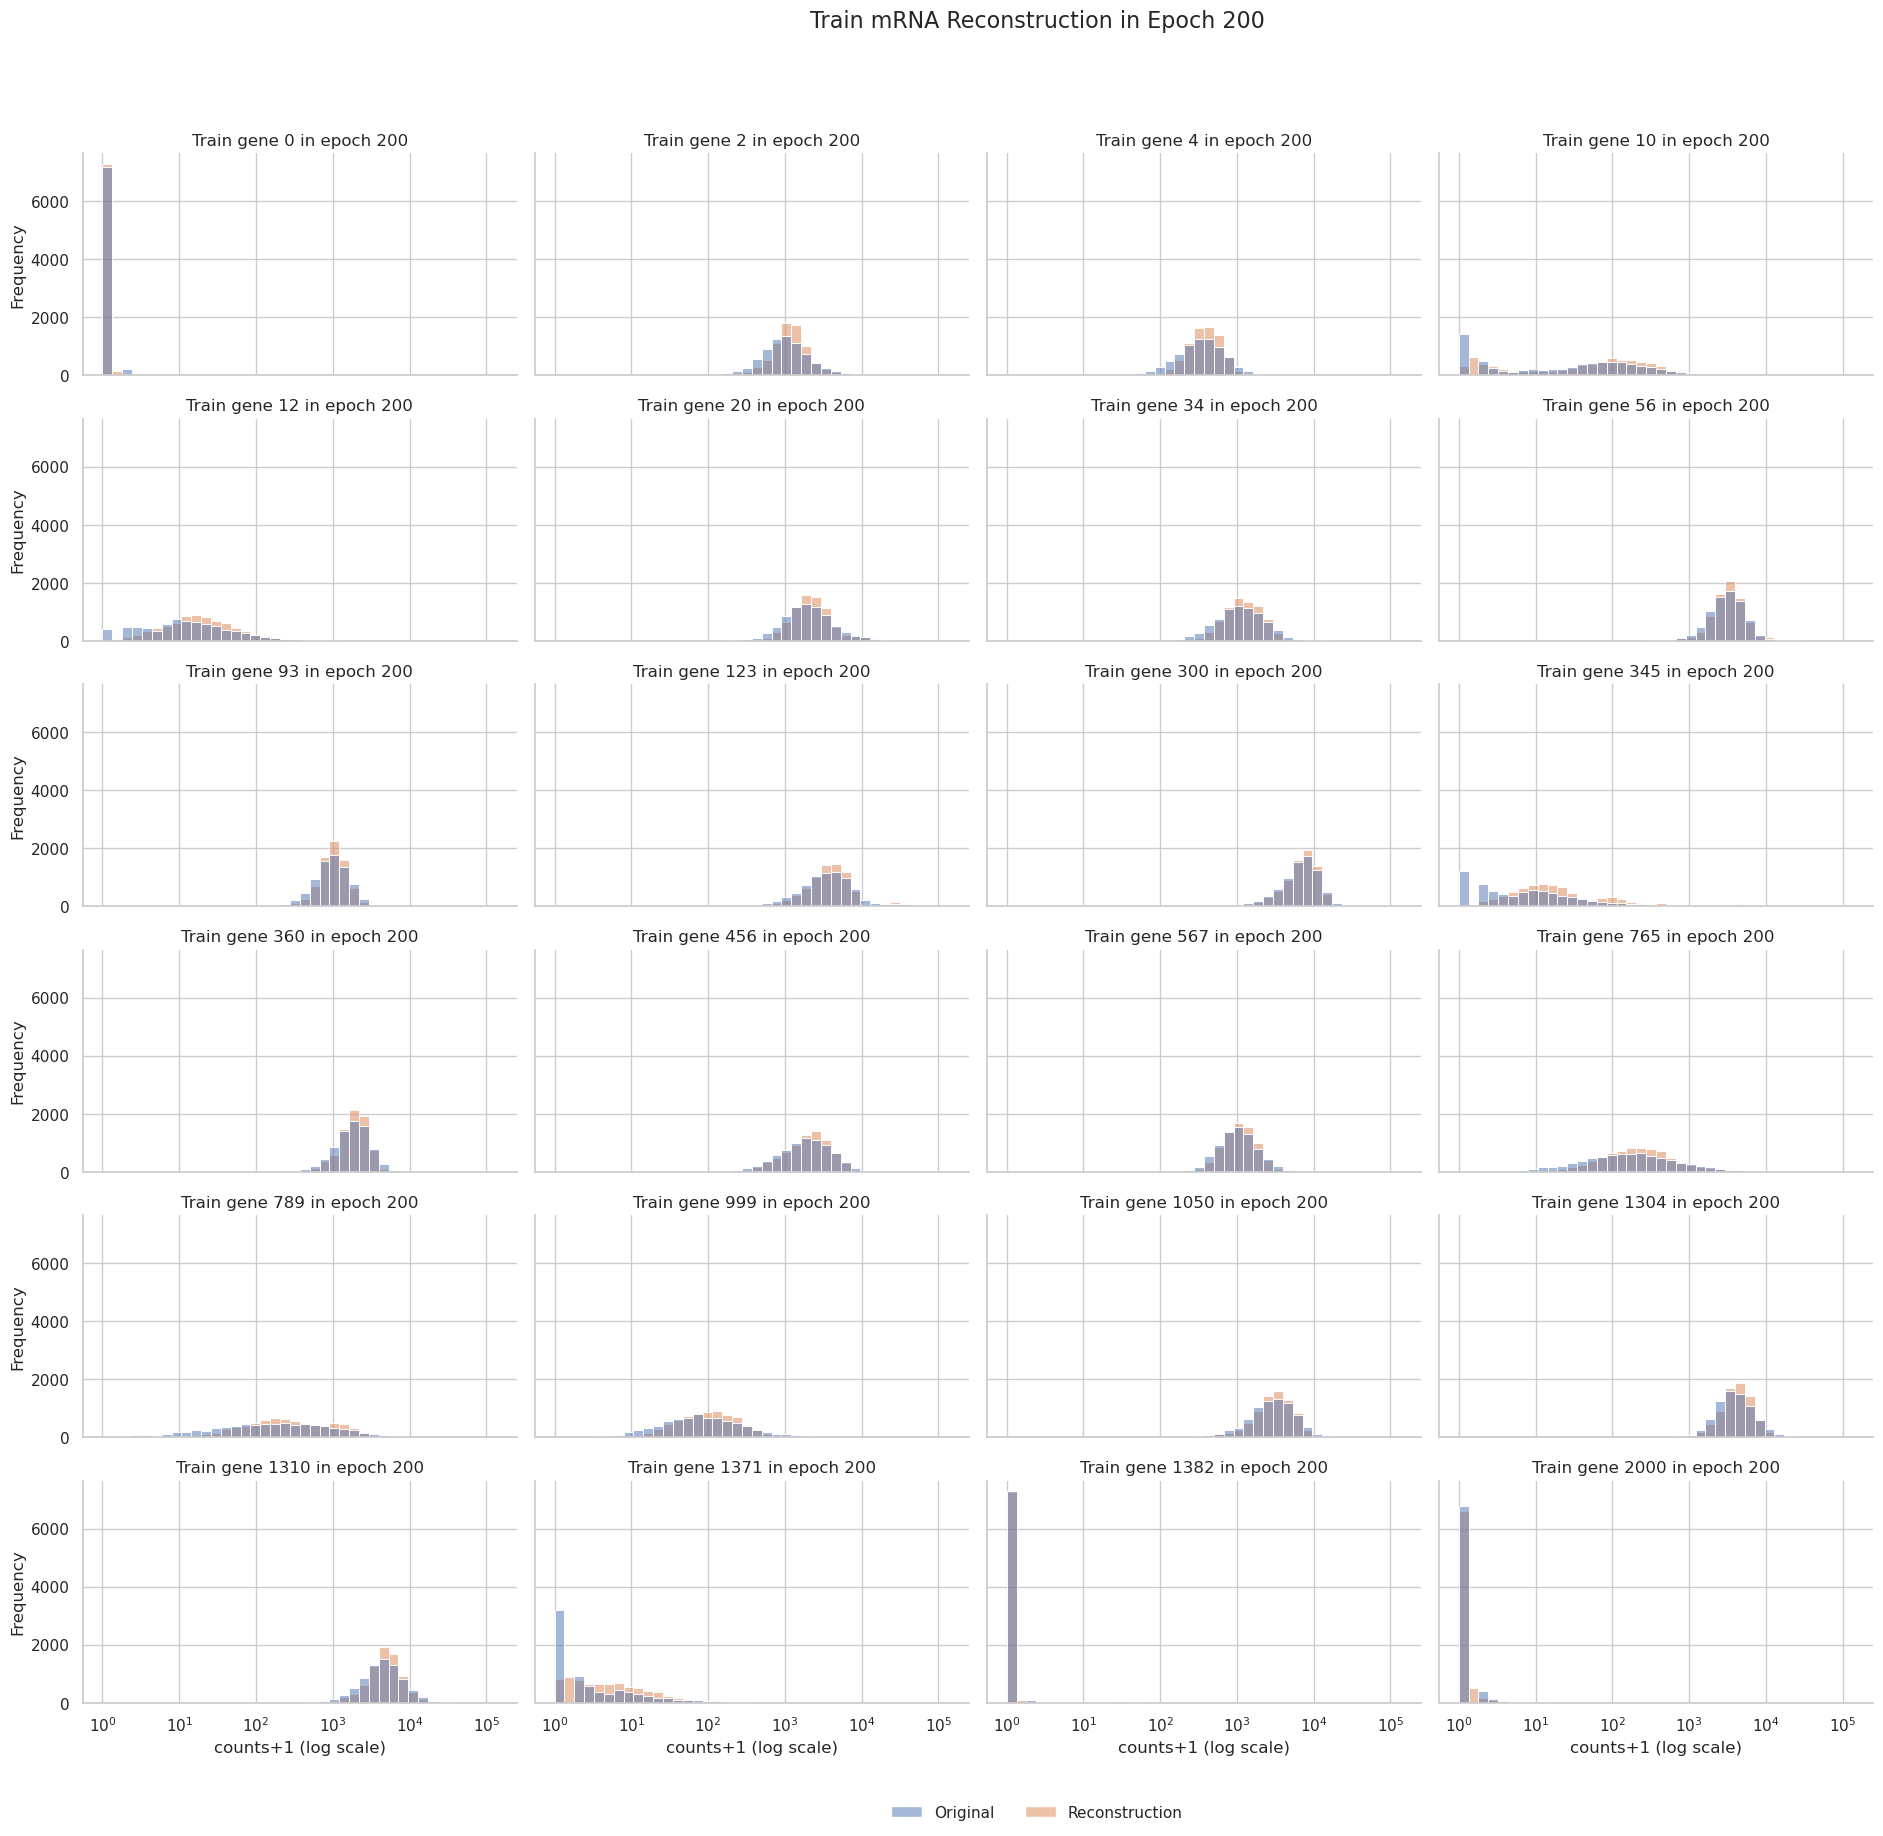 Train mRNA Reconstruction in Epoch 200
Train gene 0 in epoch 200
Train gene 2 in epoch 200
Train gene 4 in epoch 200
Train gene 10 in epoch 200
Frequency
6000
4000
2000
0
Train gene 12 in epoch 200
Train gene 20 in epoch 200
Train gene 34 in epoch 200
Train gene 56 in epoch 200
Frequency
6000
4000
2000
0
Train gene 93 in epoch 200
Train gene 123 in epoch 200
Train gene 300 in epoch 200
Train gene 345 in epoch 200
Frequency
6000
4000
2000
0
Train gene 360 in epoch 200
Train gene 456 in epoch 200
Train gene 567 in epoch 200
Train gene 765 in epoch 200
Frequency
6000
4000
2000
0
Train gene 789 in epoch 200
Train gene 999 in epoch 200
Train gene 1050 in epoch 200
Train gene 1304 in epoch 200
Frequency
6000
4000
2000
0
Train gene 1310 in epoch 200
Train gene 1371 in epoch 200
Train gene 1382 in epoch 200
Train gene 2000 in epoch 200
Frequency
6000
4000
2000
0
10⁰ 10¹ 10² 10³ 10⁴ 10⁵
10⁰ 10¹ 10² 10³ 10⁴ 10⁵
10⁰ 10¹ 10² 10³ 10⁴ 10⁵
10⁰ 10¹ 10² 10³ 10⁴ 10⁵
counts+1 (log scale)
counts+1 (log scale)
counts+1 (log scale)
counts+1 (log scale)
Original
Reconstruction